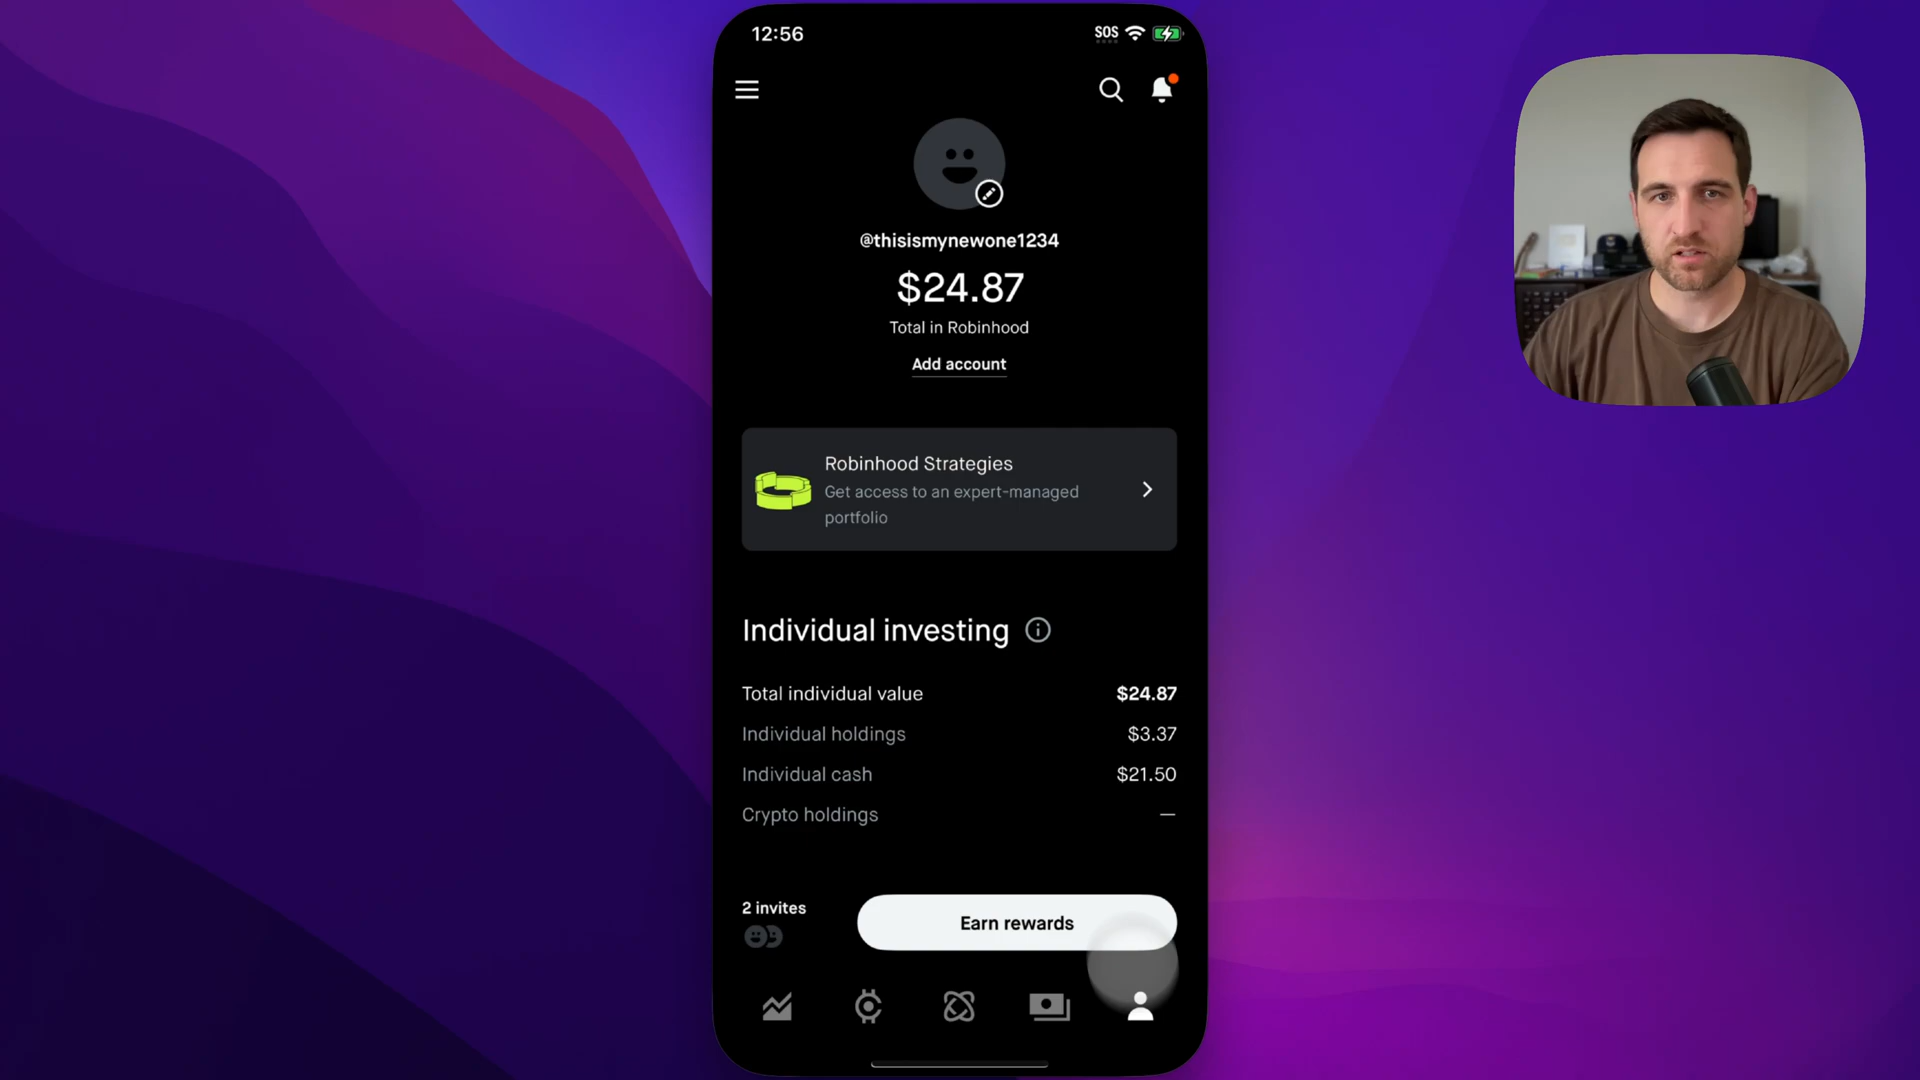 12:56
SOS
@thisismynewone1234
$24.87
Total in Robinhood
Add account
Robinhood Strategies
Get access to an expert-managed
portfolio
Individual investing
Total individual value $24.87
Individual holdings $3.37
Individual cash $21.50
Crypto holdings —
2 invites
Earn rewards